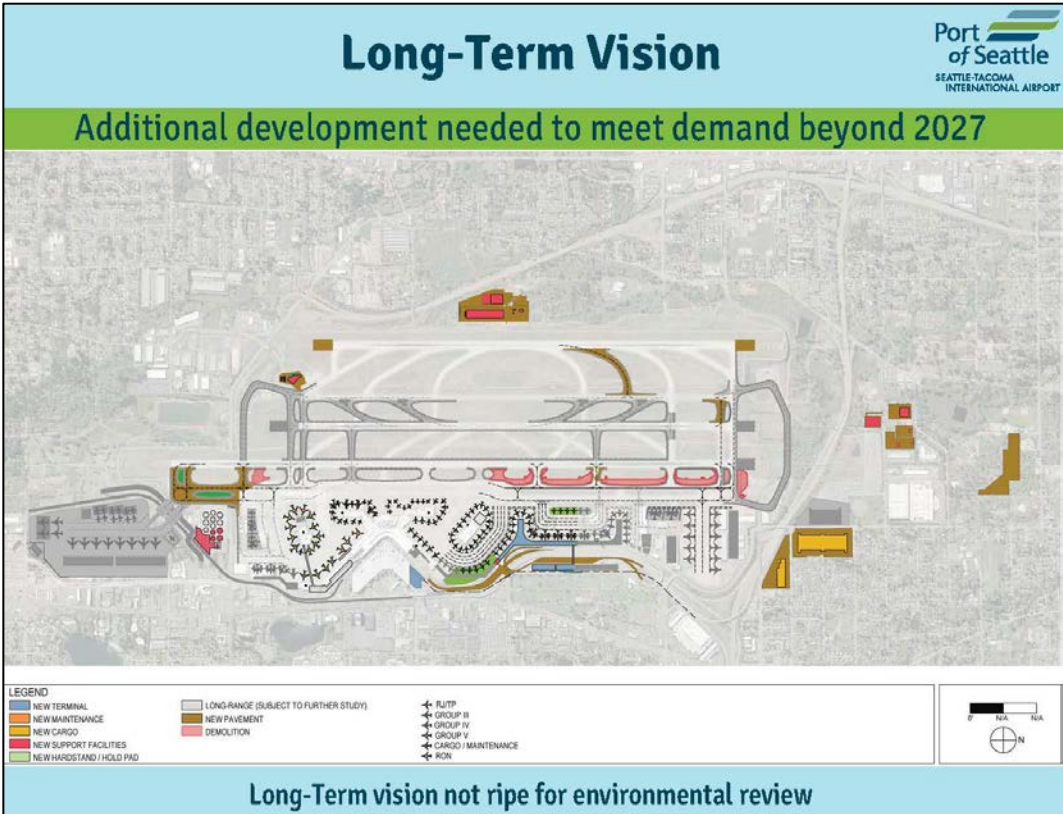 Long-Term Vision
Port
of Seattle
SEATTLE-TACOMA
INTERNATIONAL AIRPORT
Additional development needed to meet demand beyond 2027
LEGEND
NEW TERMINAL
NEW MAINTENANCE
NEW CARGO
NEW SUPPORT FACILITIES
NEW HARDSTAND / HOLD PAD
LONG-RANGE (SUBJECT TO FURTHER STUDY)
NEW PAVEMENT
DEMOLITION
RJ/TP
GROUP III
GROUP IV
GROUP V
CARGO / MAINTENANCE
RON
0' N/A N/A
N
Long-Term vision not ripe for environmental review